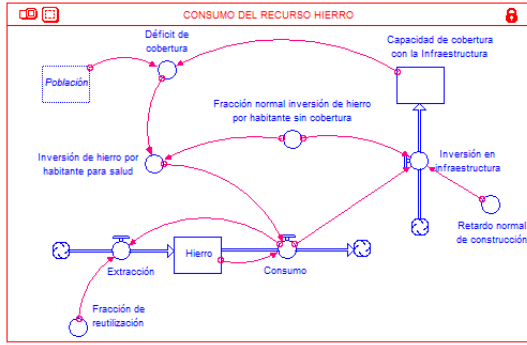 CONSUMO DEL RECURSO HIERRO
Déficit de
cobertura
Capacidad de cobertura
con la Infraestructura
Población
Fracción normal inversión de hierro
por habitante sin cobertura
Inversión de hierro por
habitante para salud
Inversión en
infraestructura
Retardo normal
de construcción
Extracción
Hierro
Consumo
Fracción de
reutilización